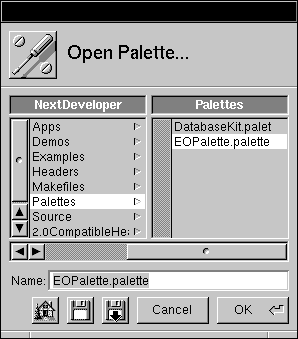 Open Palette...
NextDeveloper
Palettes
Apps
Demos
Examples
Headers
Makefiles
Palettes
Source
2.0CompatibleHea
DatabaseKit.palet
EOPalette.palette
Name: EOPalette.palette
Cancel
OK